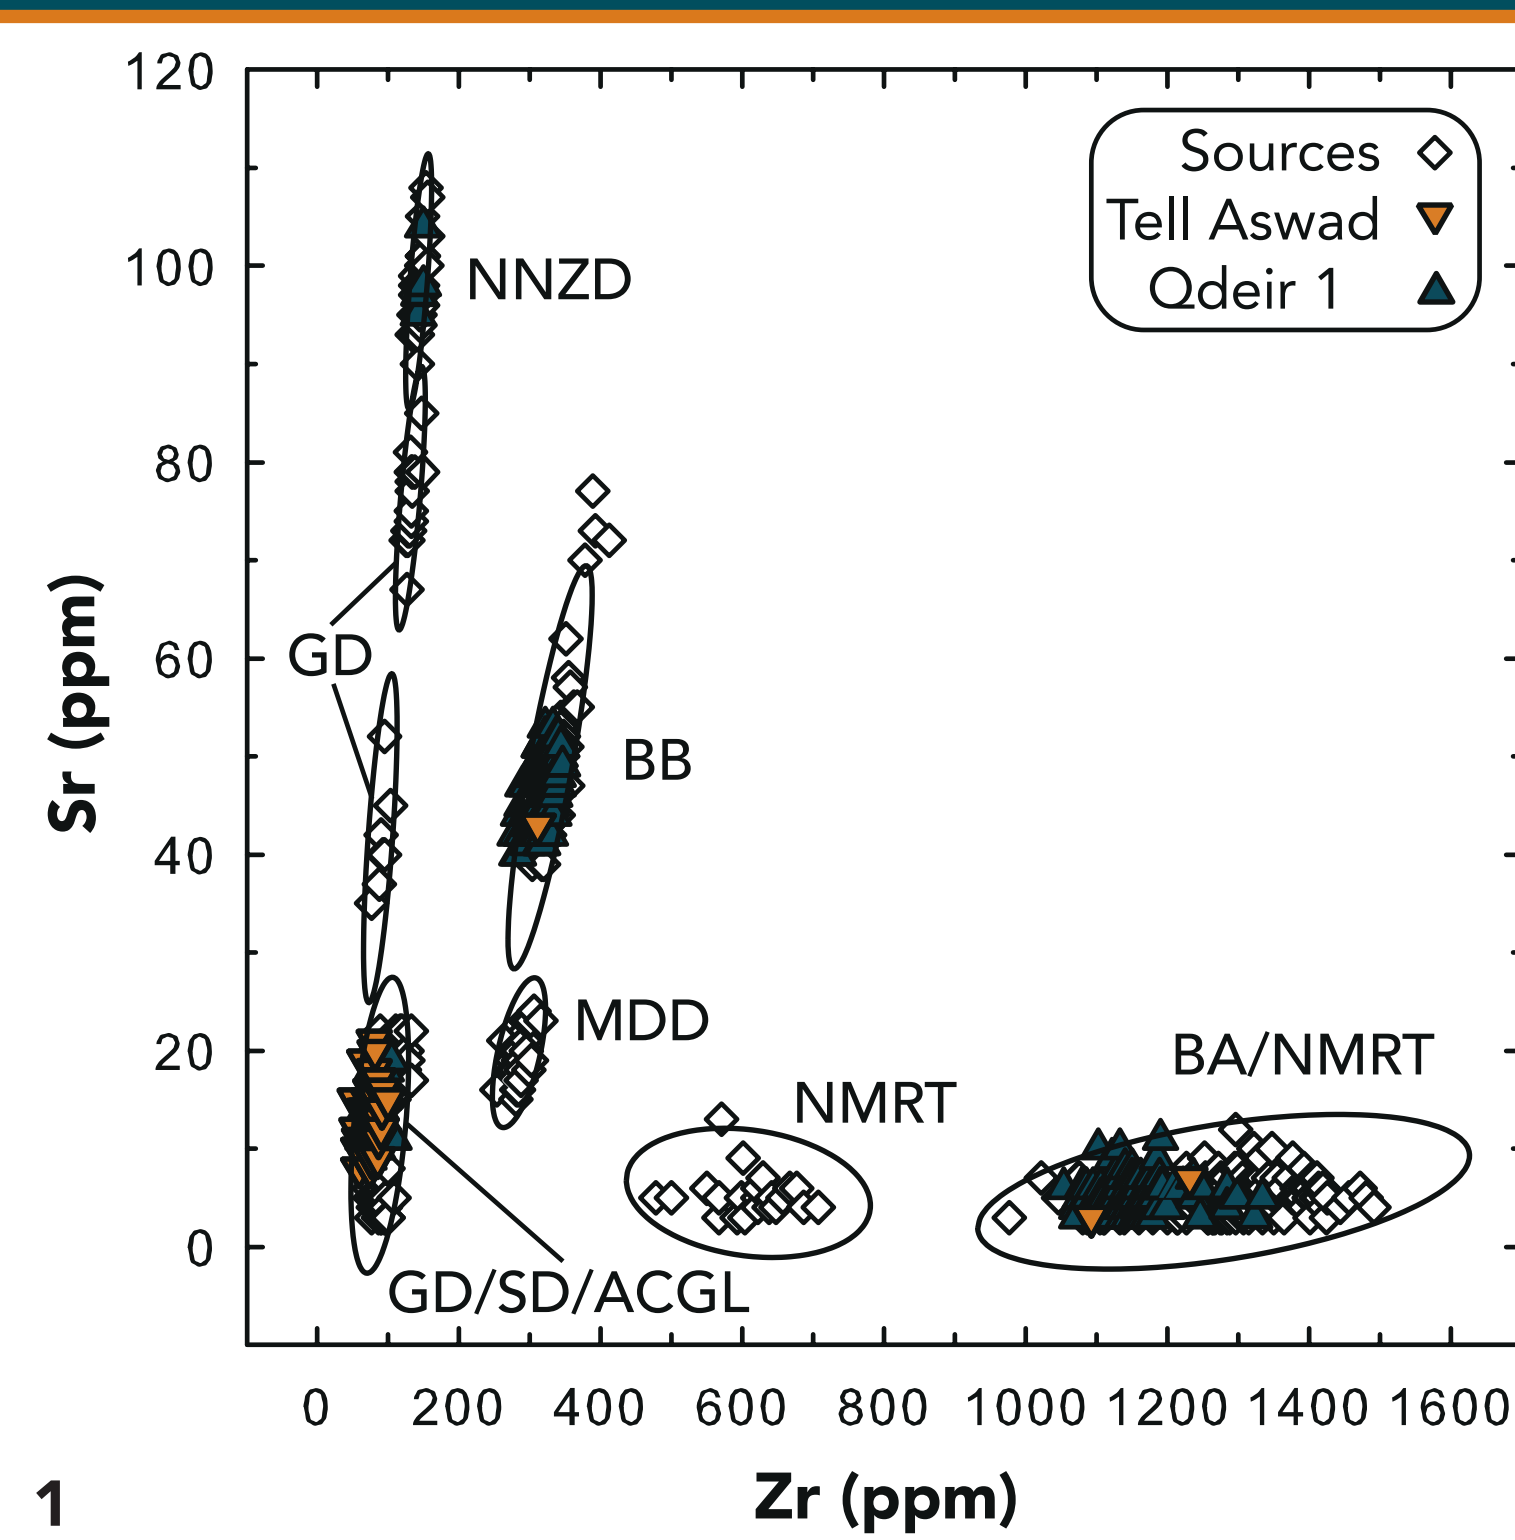 120
100
80
60
40
20
0
Sr (ppm)
Sources
Tell Aswad
Qdeir 1
NNZD
GD
BB
MDD
NMRT
BA/NMRT
GD/SD/ACGL
0 200 400 600 800 1000 1200 1400 1600
Zr (ppm)
1